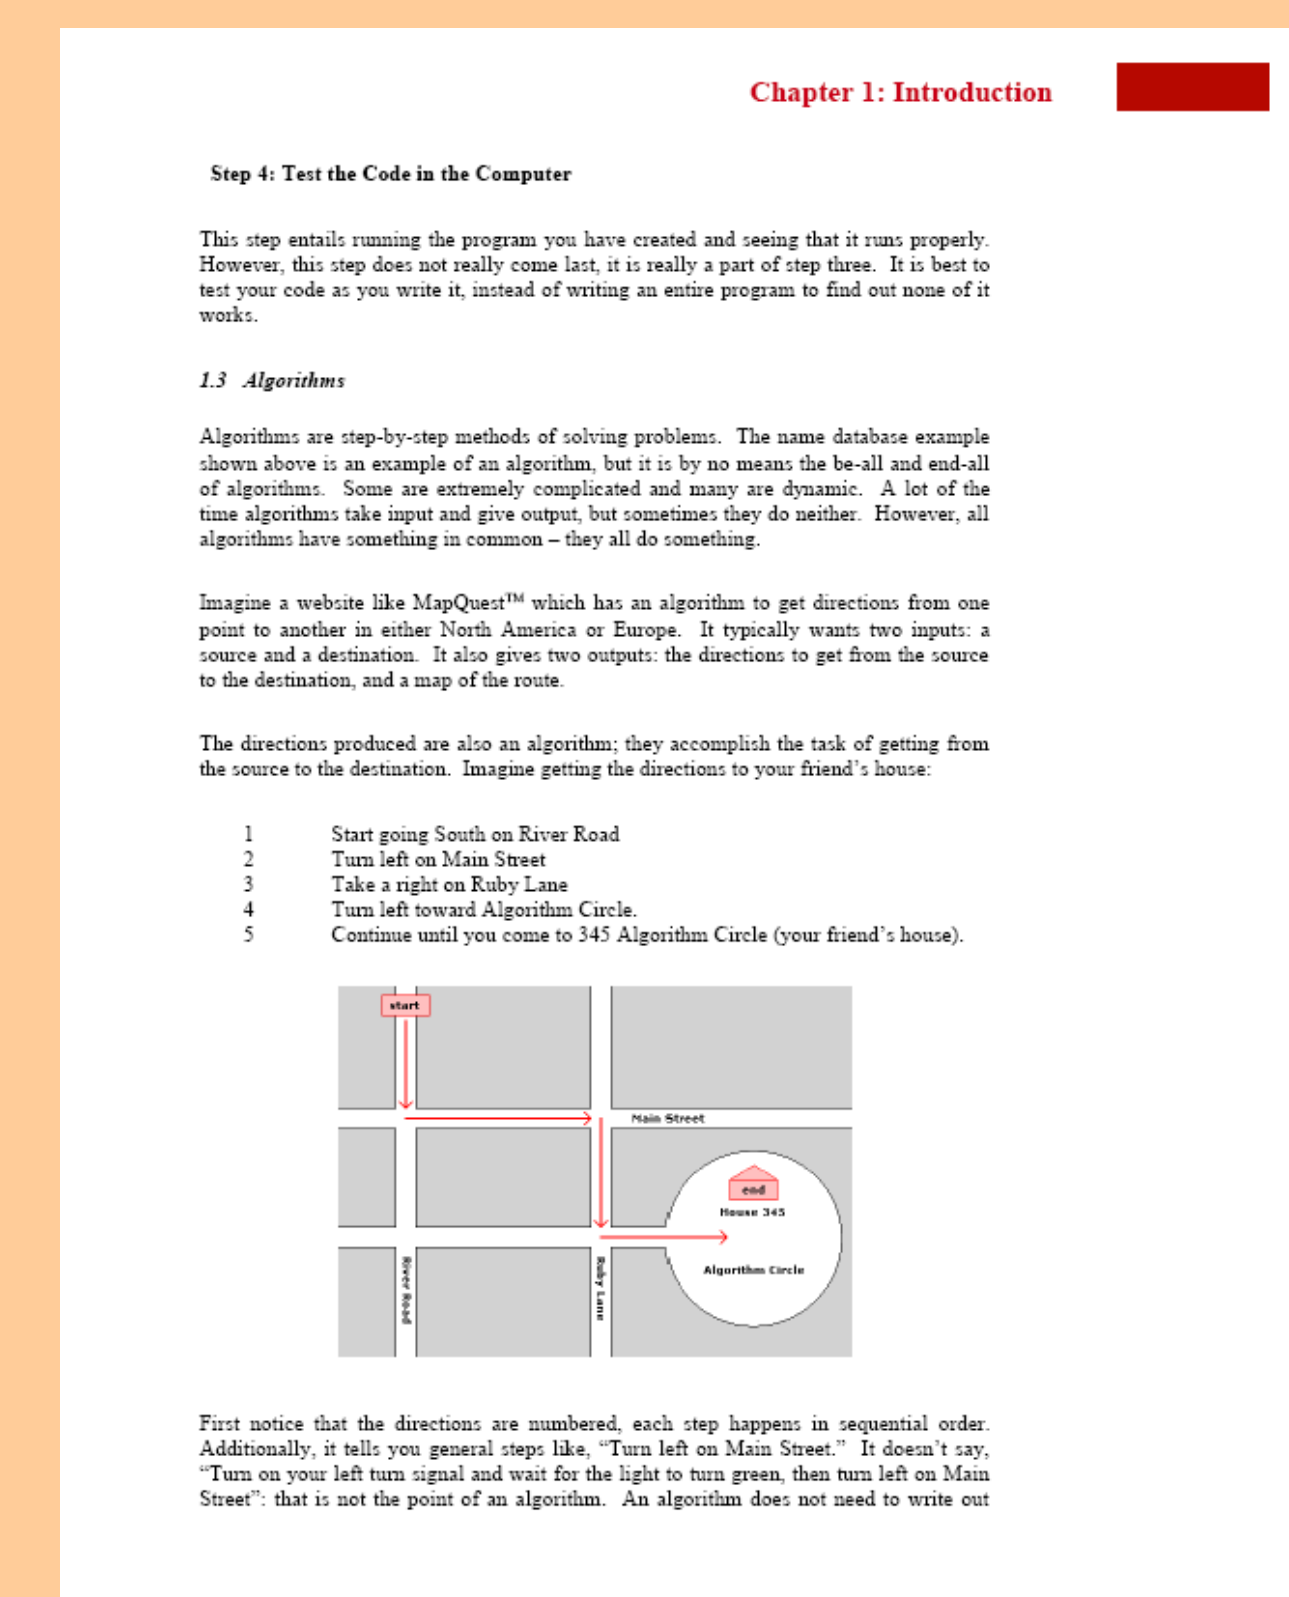 Chapter 1: Introduction
Step 4: Test the Code in the Computer
This step entails running the program you have created and seeing that it runs properly.
However, this step does not really come last, it is really a part of step three. It is best to
test your code as you write it, instead of writing an entire program to find out none of it
works.
1.3 Algorithms
Algorithms are step-by-step methods of solving problems. The name database example
shown above is an example of an algorithm, but it is by no means the be-all and end-all
of algorithms. Some are extremely complicated and many are dynamic. A lot of the
time algorithms take input and give output, but sometimes they do neither. However, all
algorithms have something in common – they all do something.
Imagine a website like MapQuest™ which has an algorithm to get directions from one
point to another in either North America or Europe. It typically wants two inputs: a
source and a destination. It also gives two outputs: the directions to get from the source
to the destination, and a map of the route.
The directions produced are also an algorithm; they accomplish the task of getting from
the source to the destination. Imagine getting the directions to your friend’s house:
1 Start going South on River Road
2 Turn left on Main Street
3 Take a right on Ruby Lane
4 Turn left toward Algorithm Circle.
5 Continue until you come to 345 Algorithm Circle (your friend’s house).
start
Main Street
end
House 345
River Road
Ruby Lane
Algorithm Circle
First notice that the directions are numbered, each step happens in sequential order.
Additionally, it tells you general steps like, “Turn left on Main Street.” It doesn’t say,
“Turn on your left turn signal and wait for the light to turn green, then turn left on Main
Street”: that is not the point of an algorithm. An algorithm does not need to write out